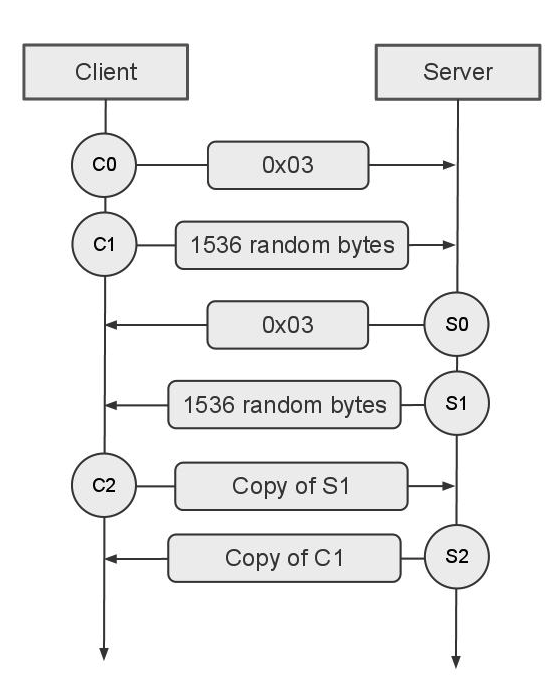 Client
Server
C0
0x03
C1
1536 random bytes
0x03
S0
1536 random bytes
S1
C2
Copy of S1
Copy of C1
S2